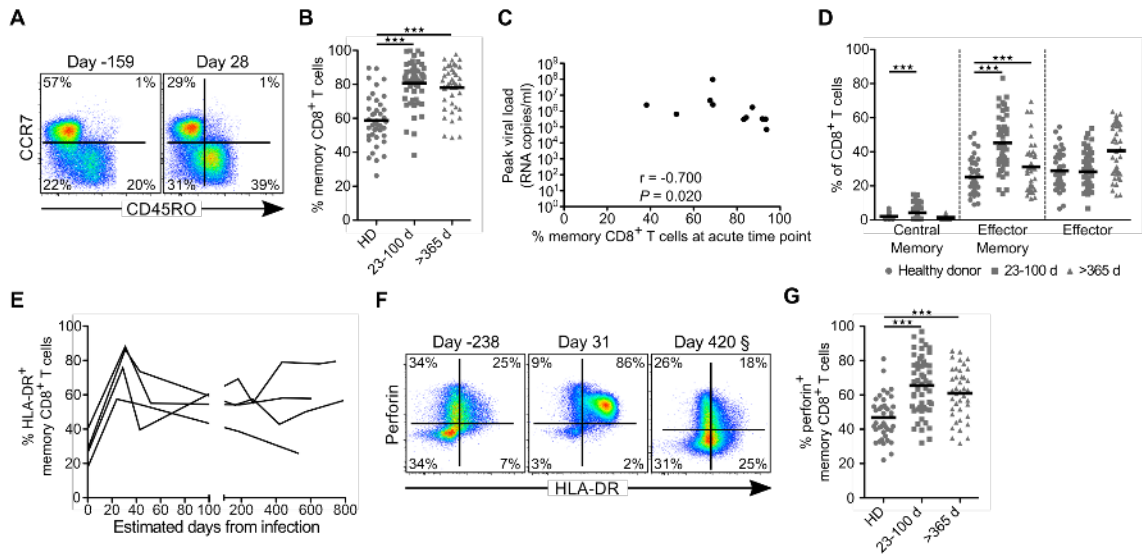 A
Day -159
Day 28
57%
1%
22%
20%
29%
1%
31%
39%
CCR7
CD45RO
B
% memory CD8+ T cells
100
80
60
40
20
0
***
***
HD
23-100 d
>365 d
C
Peak viral load
(RNA copies/ml)
10⁹
10⁸
10⁷
10⁶
10⁵
10⁴
10³
10²
10¹
10⁰
r = -0.700
P = 0.020
0 20 40 60 80 100
% memory CD8+ T cells at acute time point
D
% of CD8+ T cells
100
80
60
40
20
0
***
***
***
Central
Memory
Effector
Memory
Effector
Healthy donor
23-100 d
>365 d
E
% HLA-DR+
memory CD8+ T cells
100
80
60
40
20
0
0 20 40 60 80 100 200 400 600 800
Estimated days from infection
F
Day -238
Day 31
Day 420 §
34%
25%
34%
7%
9%
86%
3%
2%
26%
18%
31%
25%
Perforin
HLA-DR
G
% perforin+
memory CD8+ T cells
100
80
60
40
20
0
***
***
HD
23-100 d
>365 d